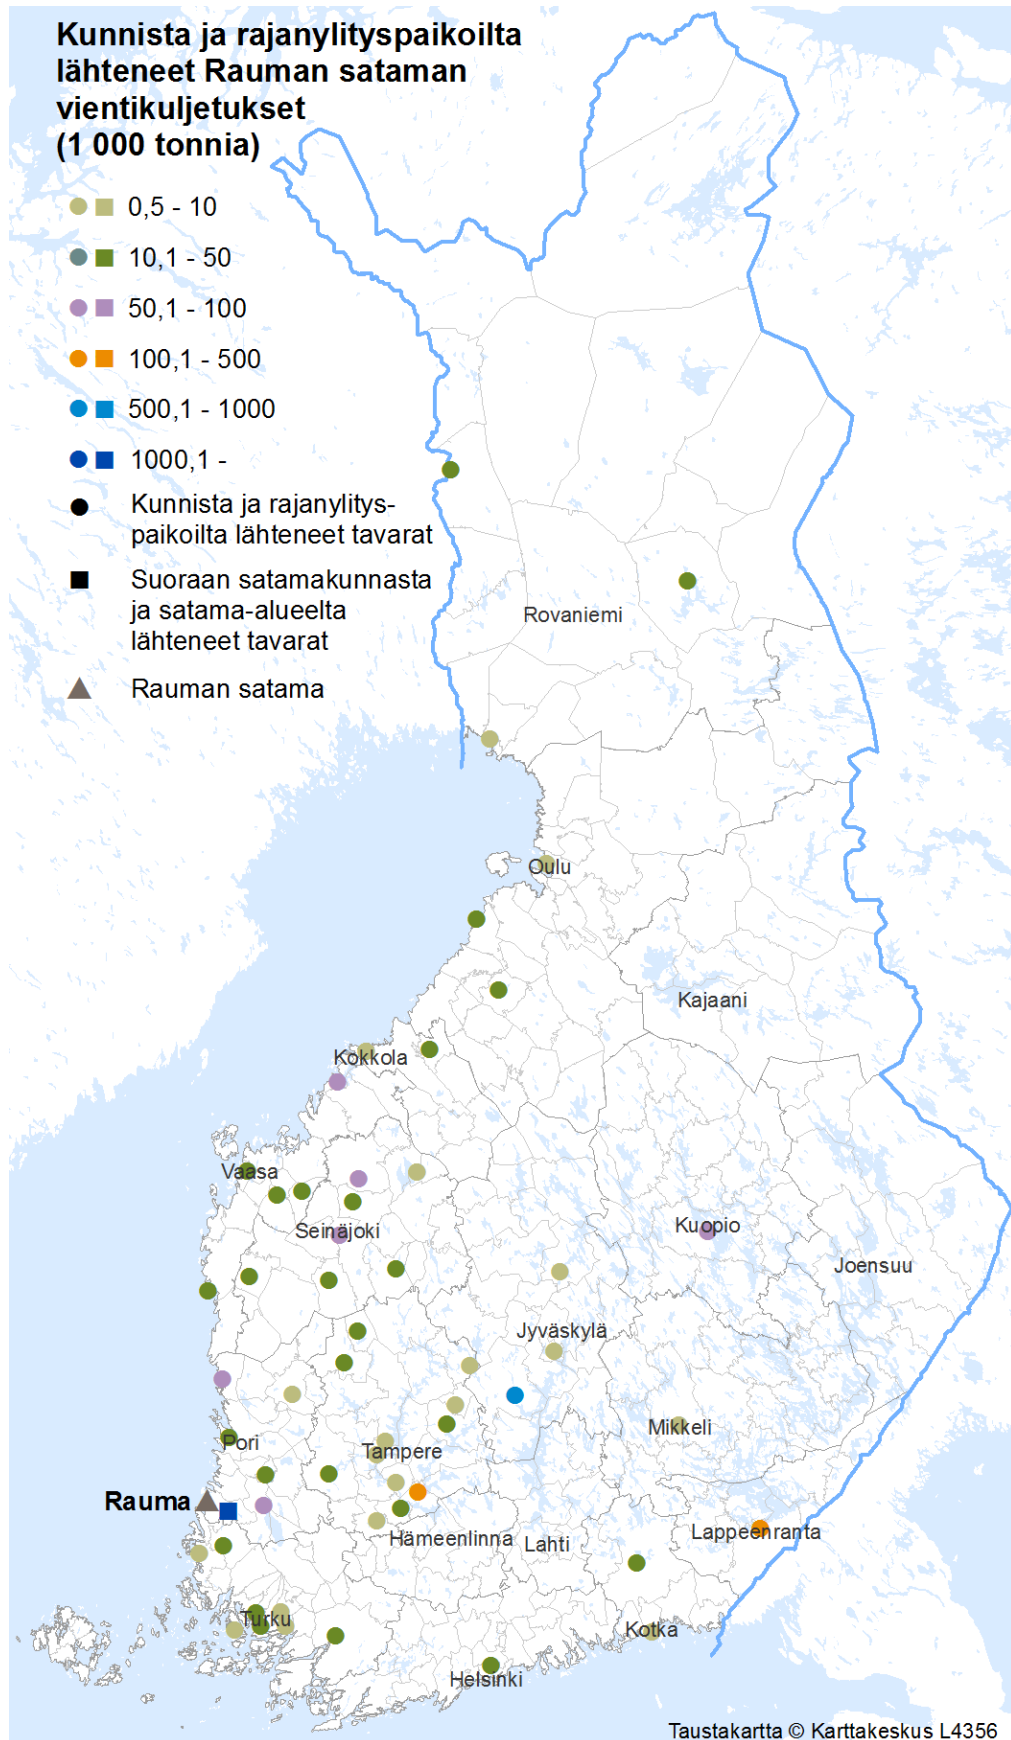 Kunnista ja rajanylityspaikoilta
lähteneet Rauman sataman
vientikuljetukset
(1 000 tonnia)
0,5 - 10
10,1 - 50
50,1 - 100
100,1 - 500
500,1 - 1000
1000,1 -
Kunnista ja rajanylitys-
paikoilta lähteneet tavarat
Suoraan satamakunnasta
ja satama-alueelta
lähteneet tavarat
Rauman satama
Rovaniemi
Oulu
Kajaani
Kokkola
Vaasa
Seinäjoki
Kuopio
Joensuu
Jyväskylä
Mikkeli
Pori
Tampere
Rauma
Hämeenlinna
Lahti
Lappeenranta
Turku
Kotka
Helsinki
Taustakartta © Karttakeskus L4356